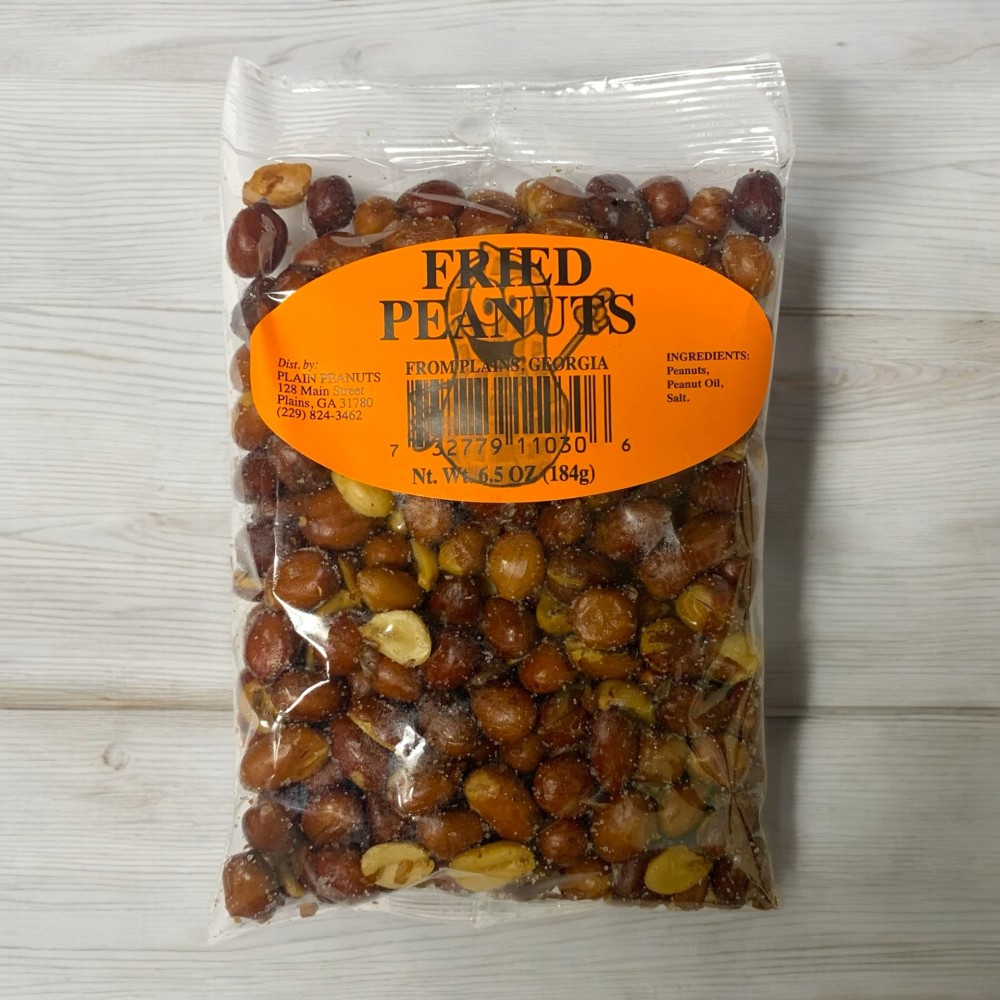 FRIED
PEANUTS
FROM PLAINS, GEORGIA
Dist. by:
PLAIN PEANUTS
128 Main Street
Plains, GA 31780
(229) 824-3462
INGREDIENTS:
Peanuts,
Peanut Oil,
Salt.
7 32779 11030 6
Nt. Wt. 6.5 OZ (184g)